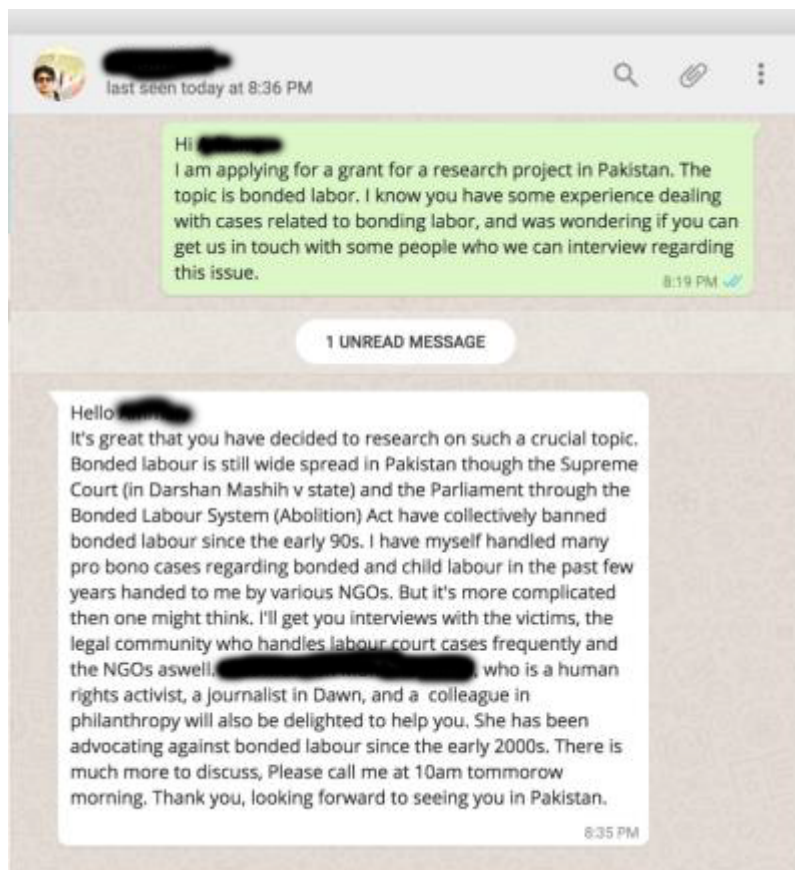 last seen today at 8:36 PM
Hi
I am applying for a grant for a research project in Pakistan. The
topic is bonded labor. I know you have some experience dealing
with cases related to bonding labor, and was wondering if you can
get us in touch with some people who we can interview regarding
this issue.
8:19 PM
1 UNREAD MESSAGE
Hello
It's great that you have decided to research on such a crucial topic.
Bonded labour is still wide spread in Pakistan though the Supreme
Court (in Darshan Mashih v state) and the Parliament through the
Bonded Labour System (Abolition) Act have collectively banned
bonded labour since the early 90s. I have myself handled many
pro bono cases regarding bonded and child labour in the past few
years handed to me by various NGOs. But it's more complicated
then one might think. I'll get you interviews with the victims, the
legal community who handles labour court cases frequently and
the NGOs aswell. who is a human
rights activist, a journalist in Dawn, and a colleague in
philanthropy will also be delighted to help you. She has been
advocating against bonded labour since the early 2000s. There is
much more to discuss, Please call me at 10am tommorow
morning. Thank you, looking forward to seeing you in Pakistan.
8:35 PM